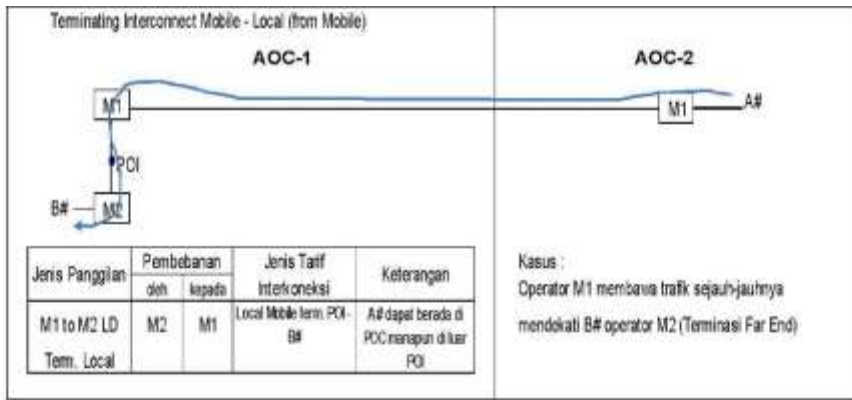 Terminating Interconnect Mobile - Local (from Mobile)
AOC-1
AOC-2
M1
M1
A#
POI
B#
M2
Jenis Panggilan
Pembebanan
oleh
kepada
Jenis Tarif
Interkoneksi
Keterangan
M1 to M2 LD
Term. Local
M2
M1
Local Mobile term. POI -
B#
A# dapat berada di
POC manapun di luar
POI
Kasus :
Operator M1 membawa trafik sejauh-jauhnya
mendekati B# operator M2 (Terminasi Far End)